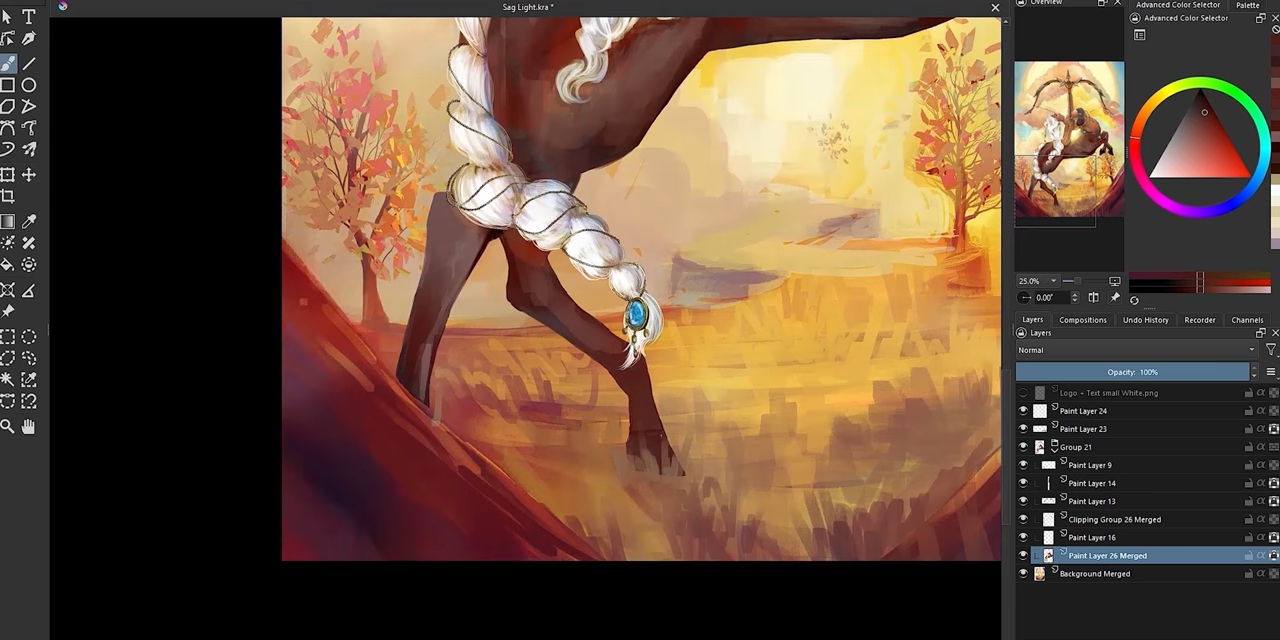 Sag Light.kra *
Overview
Advanced Color Selector
Palette
Advanced Color Selector
25.0%
0.00°
Layers
Compositions
Undo History
Recorder
Channels
Layers
Normal
Opacity: 100%
Logo + Text small White.png
Paint Layer 24
Paint Layer 23
Group 21
Paint Layer 9
Paint Layer 14
Paint Layer 13
Clipping Group 26 Merged
Paint Layer 16
Paint Layer 26 Merged
Background Merged